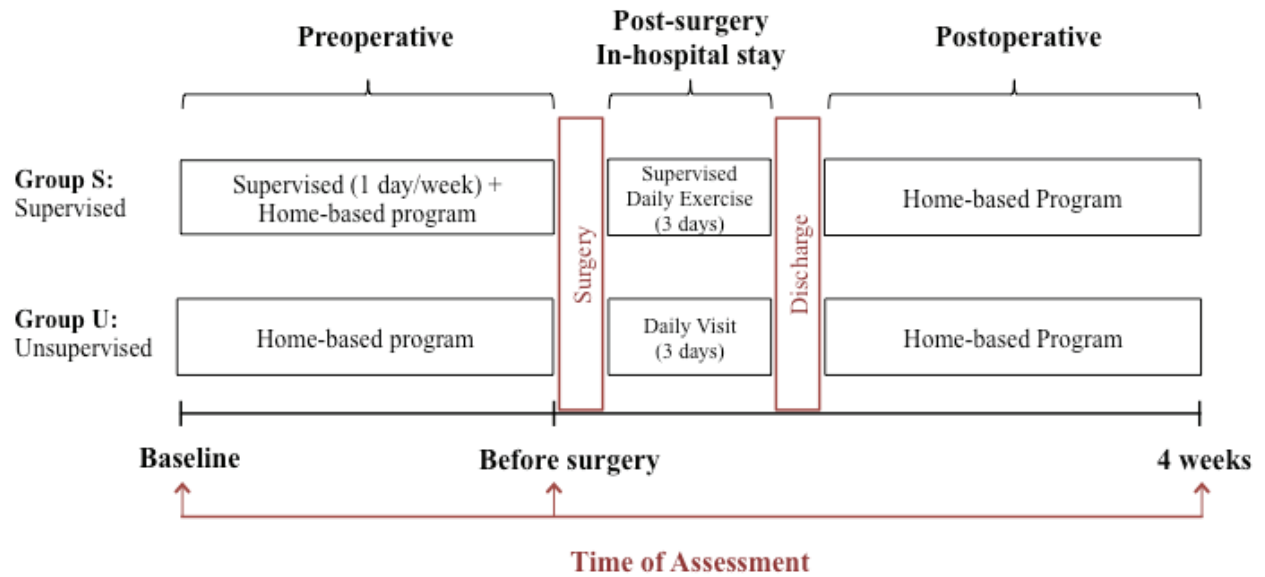 Preoperative
Post-surgery
In-hospital stay
Postoperative
Group S:
Supervised
Supervised (1 day/week) +
Home-based program
Surgery
Supervised
Daily Exercise
(3 days)
Discharge
Home-based Program
Group U:
Unsupervised
Home-based program
Daily Visit
(3 days)
Home-based Program
Baseline
Before surgery
4 weeks
Time of Assessment